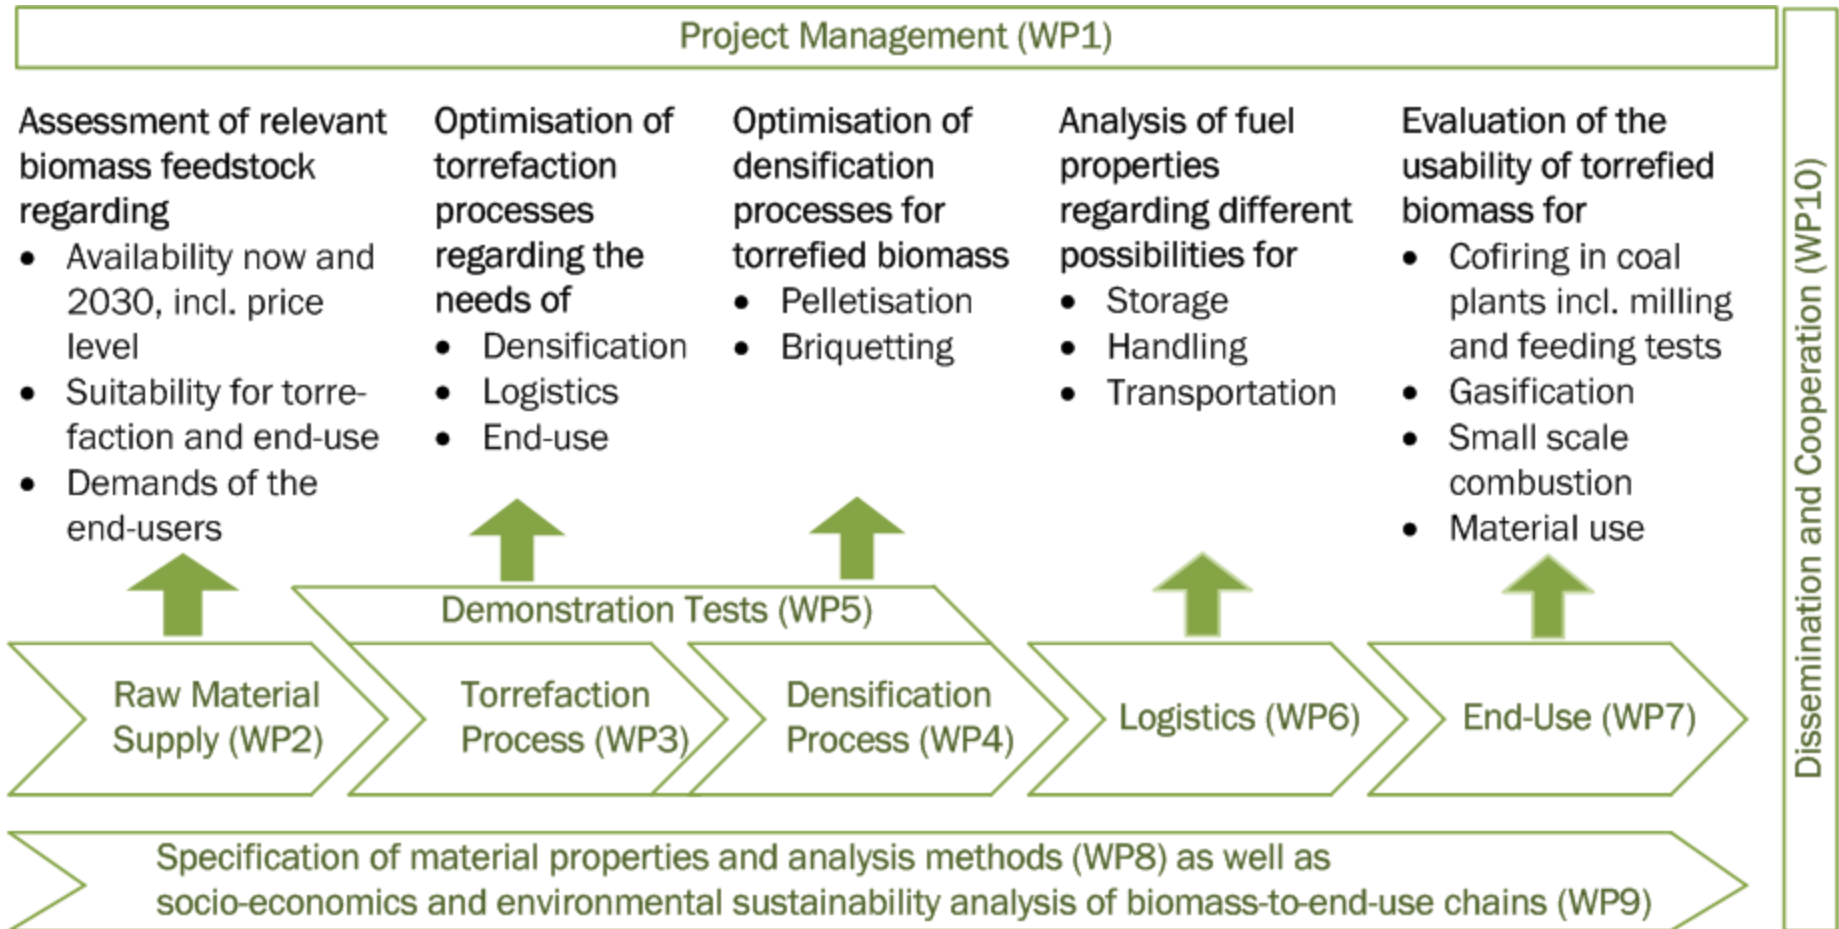 Project Management (WP1)
Assessment of relevant
biomass feedstock
regarding
• Availability now and
2030, incl. price
level
• Suitability for torre-
faction and end-use
• Demands of the
end-users
Optimisation of
torrefaction
processes
regarding the
needs of
• Densification
• Logistics
• End-use
Optimisation of
densification
processes for
torrefied biomass
• Pelletisation
• Briquetting
Analysis of fuel
properties
regarding different
possibilities for
• Storage
• Handling
• Transportation
Evaluation of the
usability of torrefied
biomass for
• Cofiring in coal
plants incl. milling
and feeding tests
• Gasification
• Small scale
combustion
• Material use
Demonstration Tests (WP5)
Raw Material
Supply (WP2)
Torrefaction
Process (WP3)
Densification
Process (WP4)
Logistics (WP6)
End-Use (WP7)
Specification of material properties and analysis methods (WP8) as well as
socio-economics and environmental sustainability analysis of biomass-to-end-use chains (WP9)
Dissemination and Cooperation (WP10)